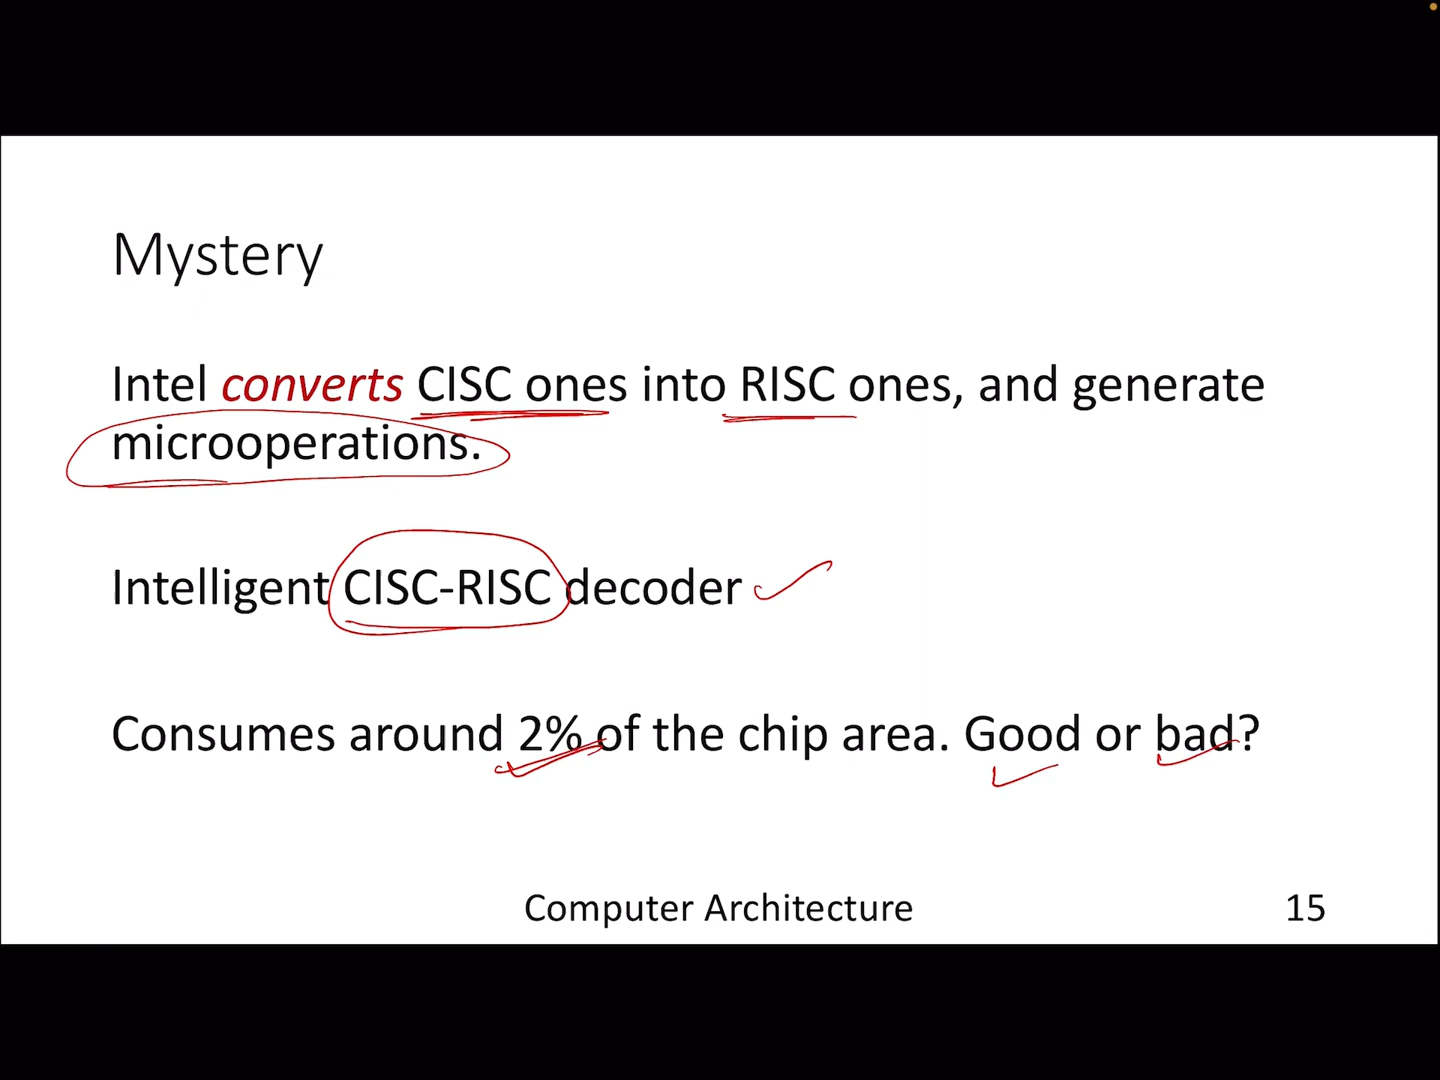 Mystery
Intel converts CISC ones into RISC ones, and generate
microoperations.
Intelligent CISC-RISC decoder
Consumes around 2% of the chip area. Good or bad?
Computer Architecture
15